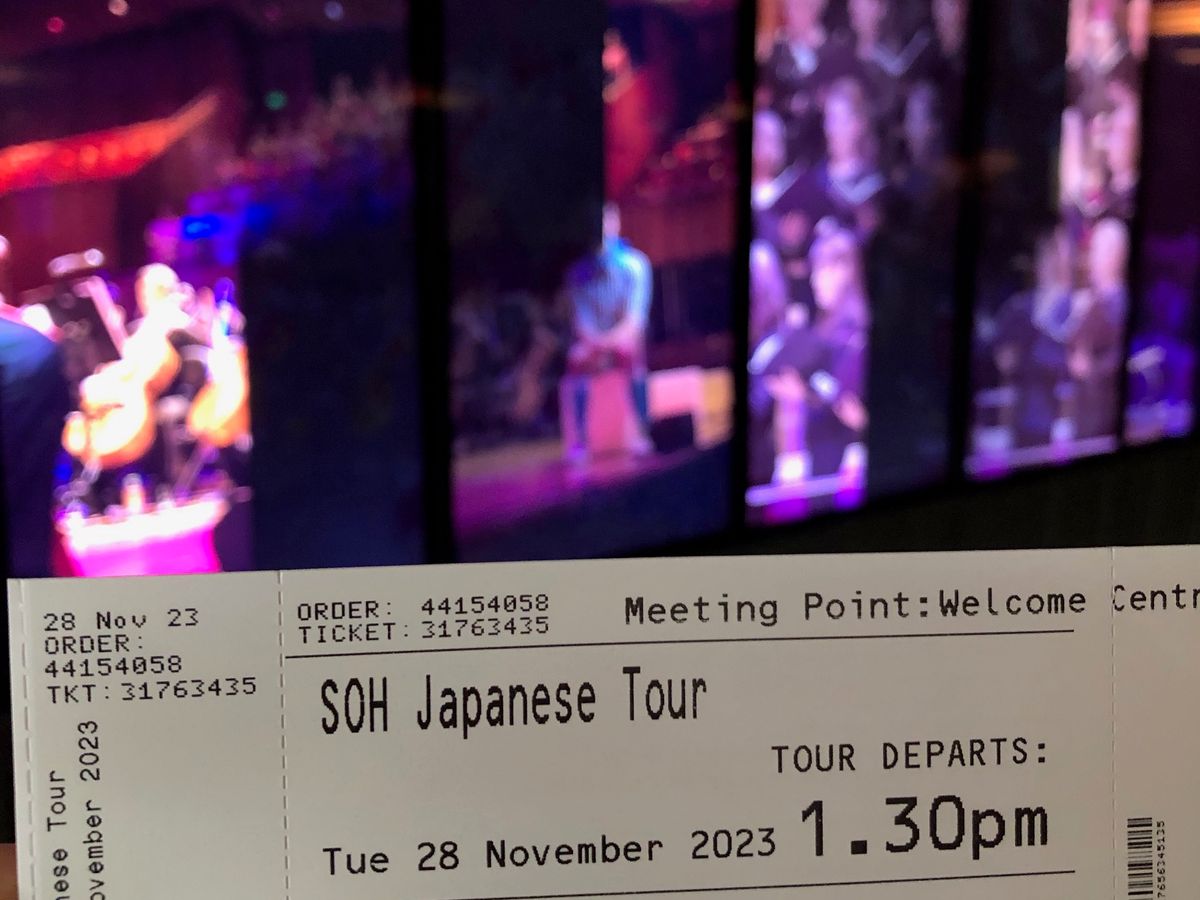 28 Nov 23
ORDER:
44154058
TKT:31763435
nese Tour
ovember 2023
ORDER: 44154058
TICKET:31763435
Meeting Point:Welcome Centr
SOH Japanese Tour
TOUR DEPARTS:
Tue 28 November 2023 1.30pm